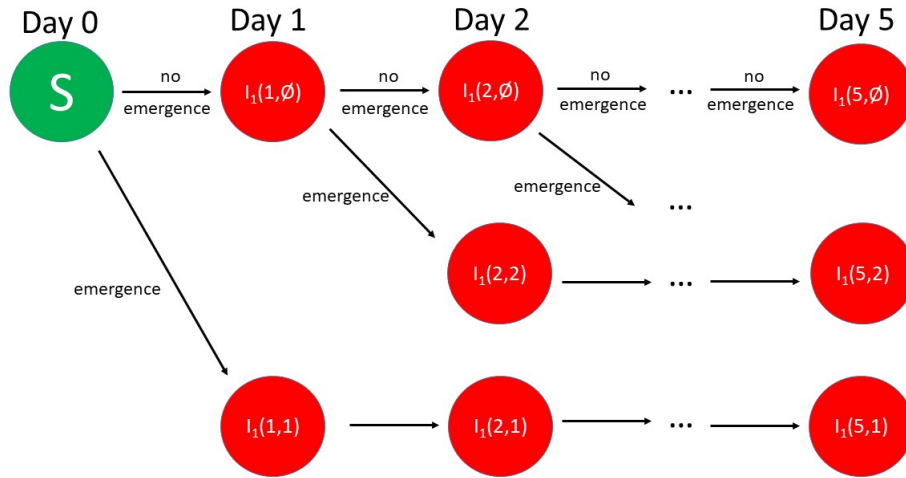 Day 0 Day 1 Day 2 Day 5
no no no no
S I₁(1,Ø) I₁(2,Ø) ... I₁(5,Ø)
emergence emergence emergence emergence
emergence emergence ...
I₁(2,2) ... I₁(5,2)
emergence
I₁(1,1) I₁(2,1) ... I₁(5,1)